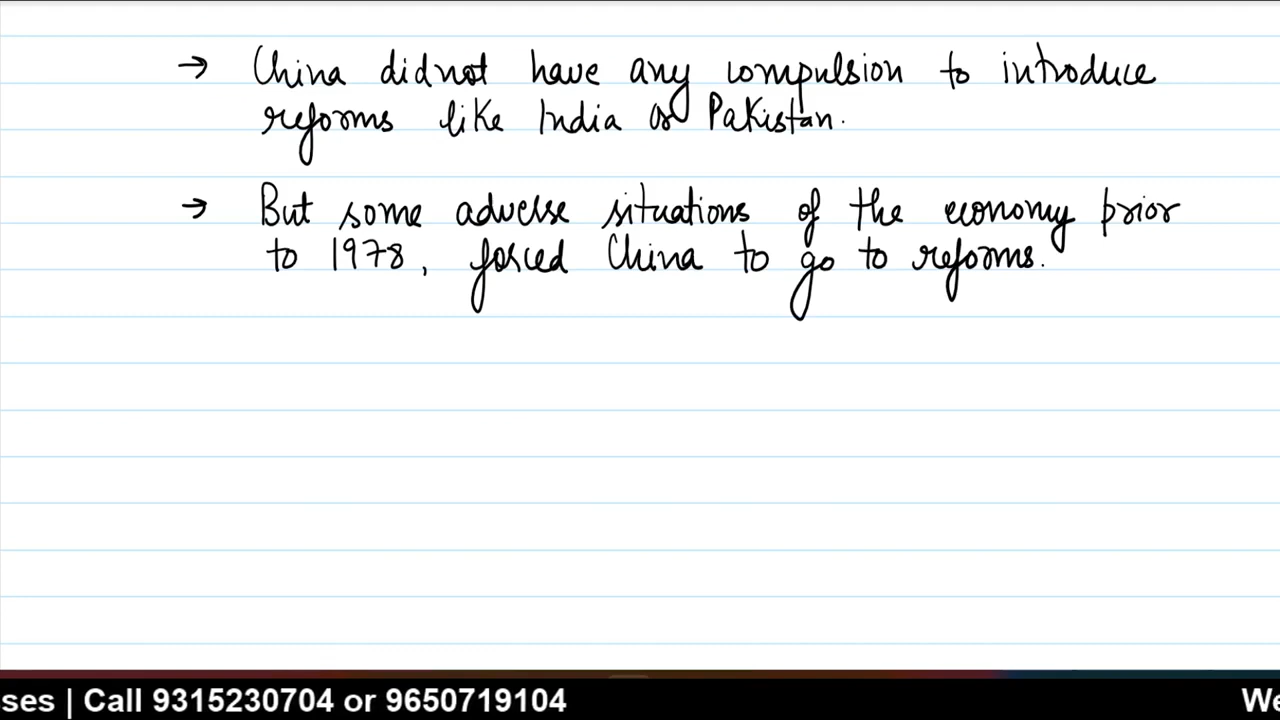 → China didnot have any compulsion to introduce
reforms like India or Pakistan.
→ But some adverse situations of the economy prior
to 1978, forced China to go to reforms.
ses | Call 9315230704 or 9650719104 We